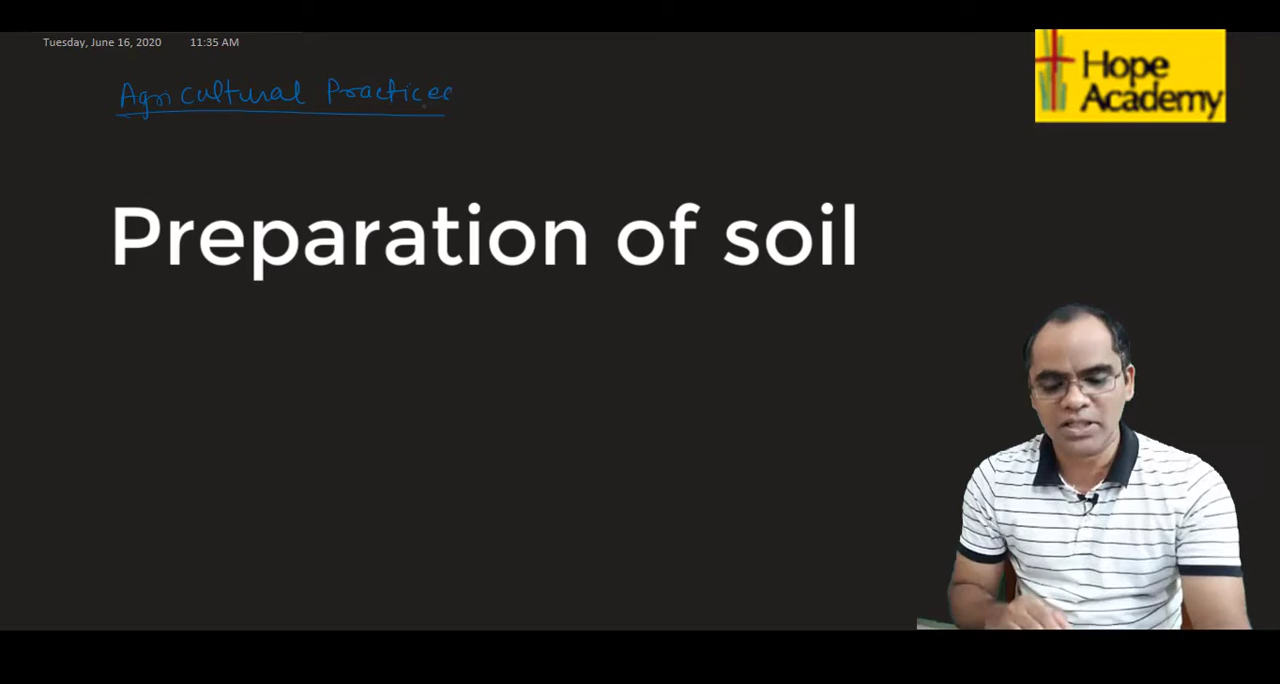 Tuesday, June 16, 2020 11:35 AM
Hope
Academy
Agricultural Practices
Preparation of soil